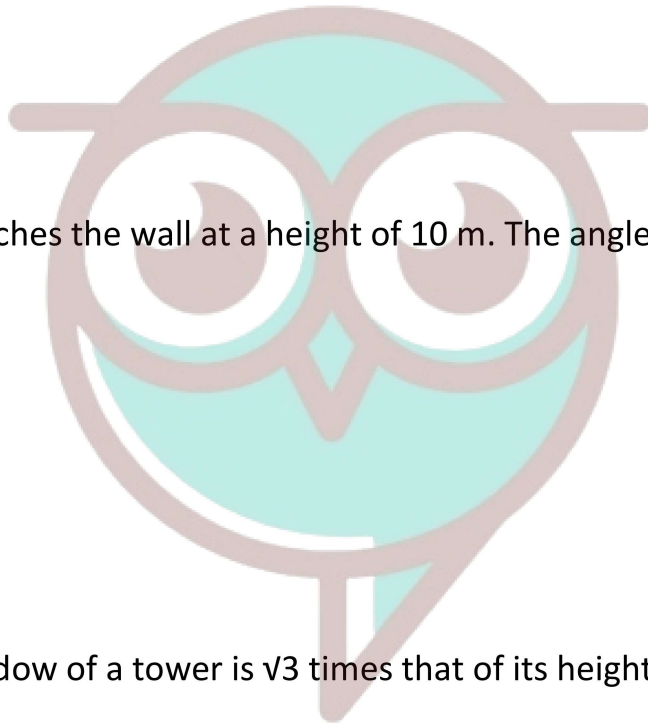 ches the wall at a height of 10 m. The angle
dow of a tower is √3 times that of its height